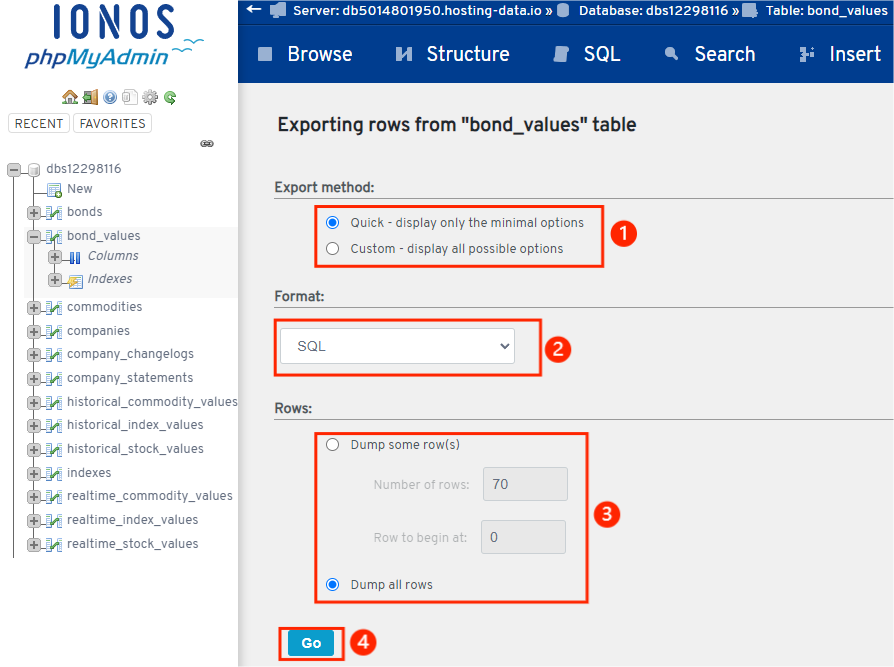 IONOS
phpMyAdmin
RECENT FAVORITES
dbs12298116
New
bonds
bond_values
Columns
Indexes
commodities
companies
company_changelogs
company_statements
historical_commodity_values
historical_index_values
historical_stock_values
indexes
realtime_commodity_values
realtime_index_values
realtime_stock_values
Server: db5014801950.hosting-data.io » Database: dbs12298116 » Table: bond_values
Browse Structure SQL Search Insert
Exporting rows from "bond_values" table
Export method:
Quick - display only the minimal options
1
Custom - display all possible options
Format:
SQL
2
Rows:
Dump some row(s)
Number of rows: 70
3
Row to begin at: 0
Dump all rows
Go
4